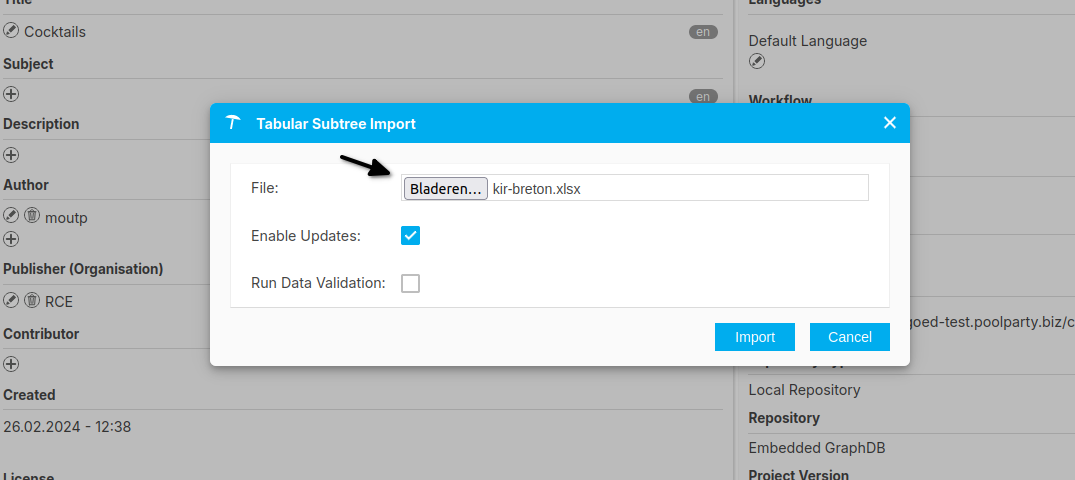 Title
Languages
Cocktails
en
Subject
en
Description
Author
moutp
Publisher (Organisation)
RCE
Contributor
Created
26.02.2024 - 12:38
License
Tabular Subtree Import
File:
Bladeren...
kir-breton.xlsx
Enable Updates:
Run Data Validation:
Import
Cancel
Default Language
Workflow
goed-test.poolparty.biz/c
Local Repository
Repository
Embedded GraphDB
Project Version